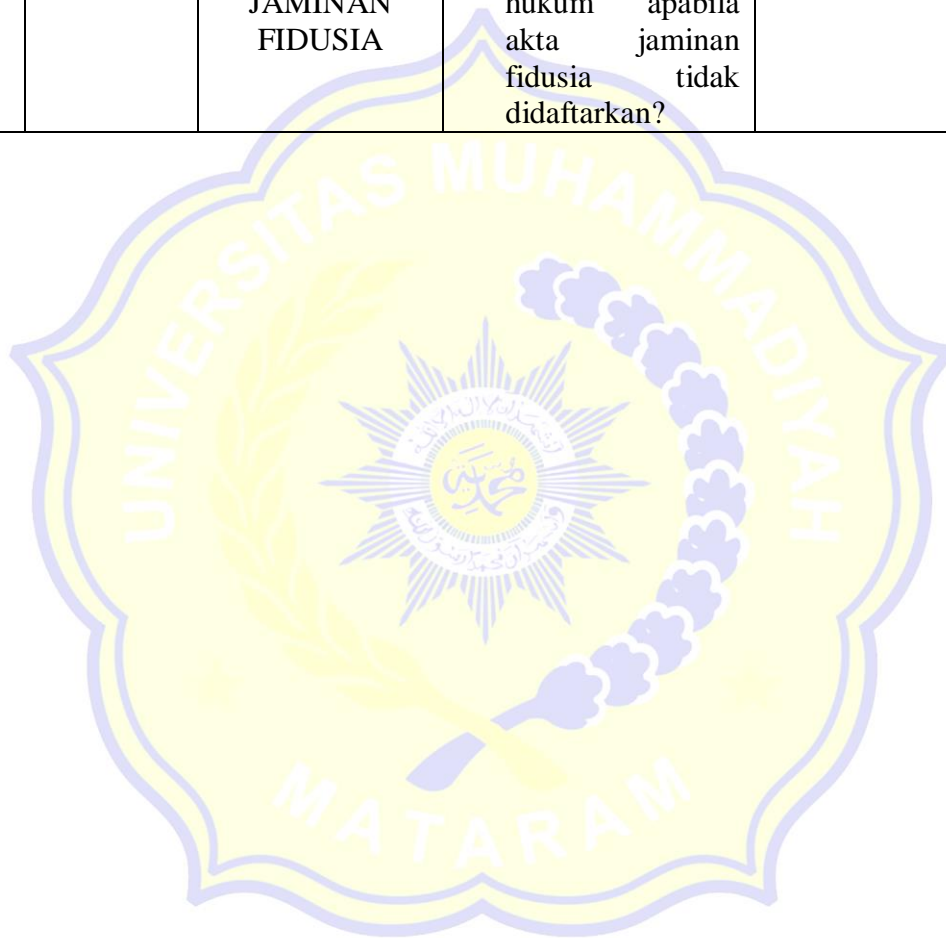 JAMINAN
FIDUSIA
hukum apabila
akta jaminan
fidusia tidak
didaftarkan?
UNIVERSITAS MUHAMMADIYAH
MATARAM